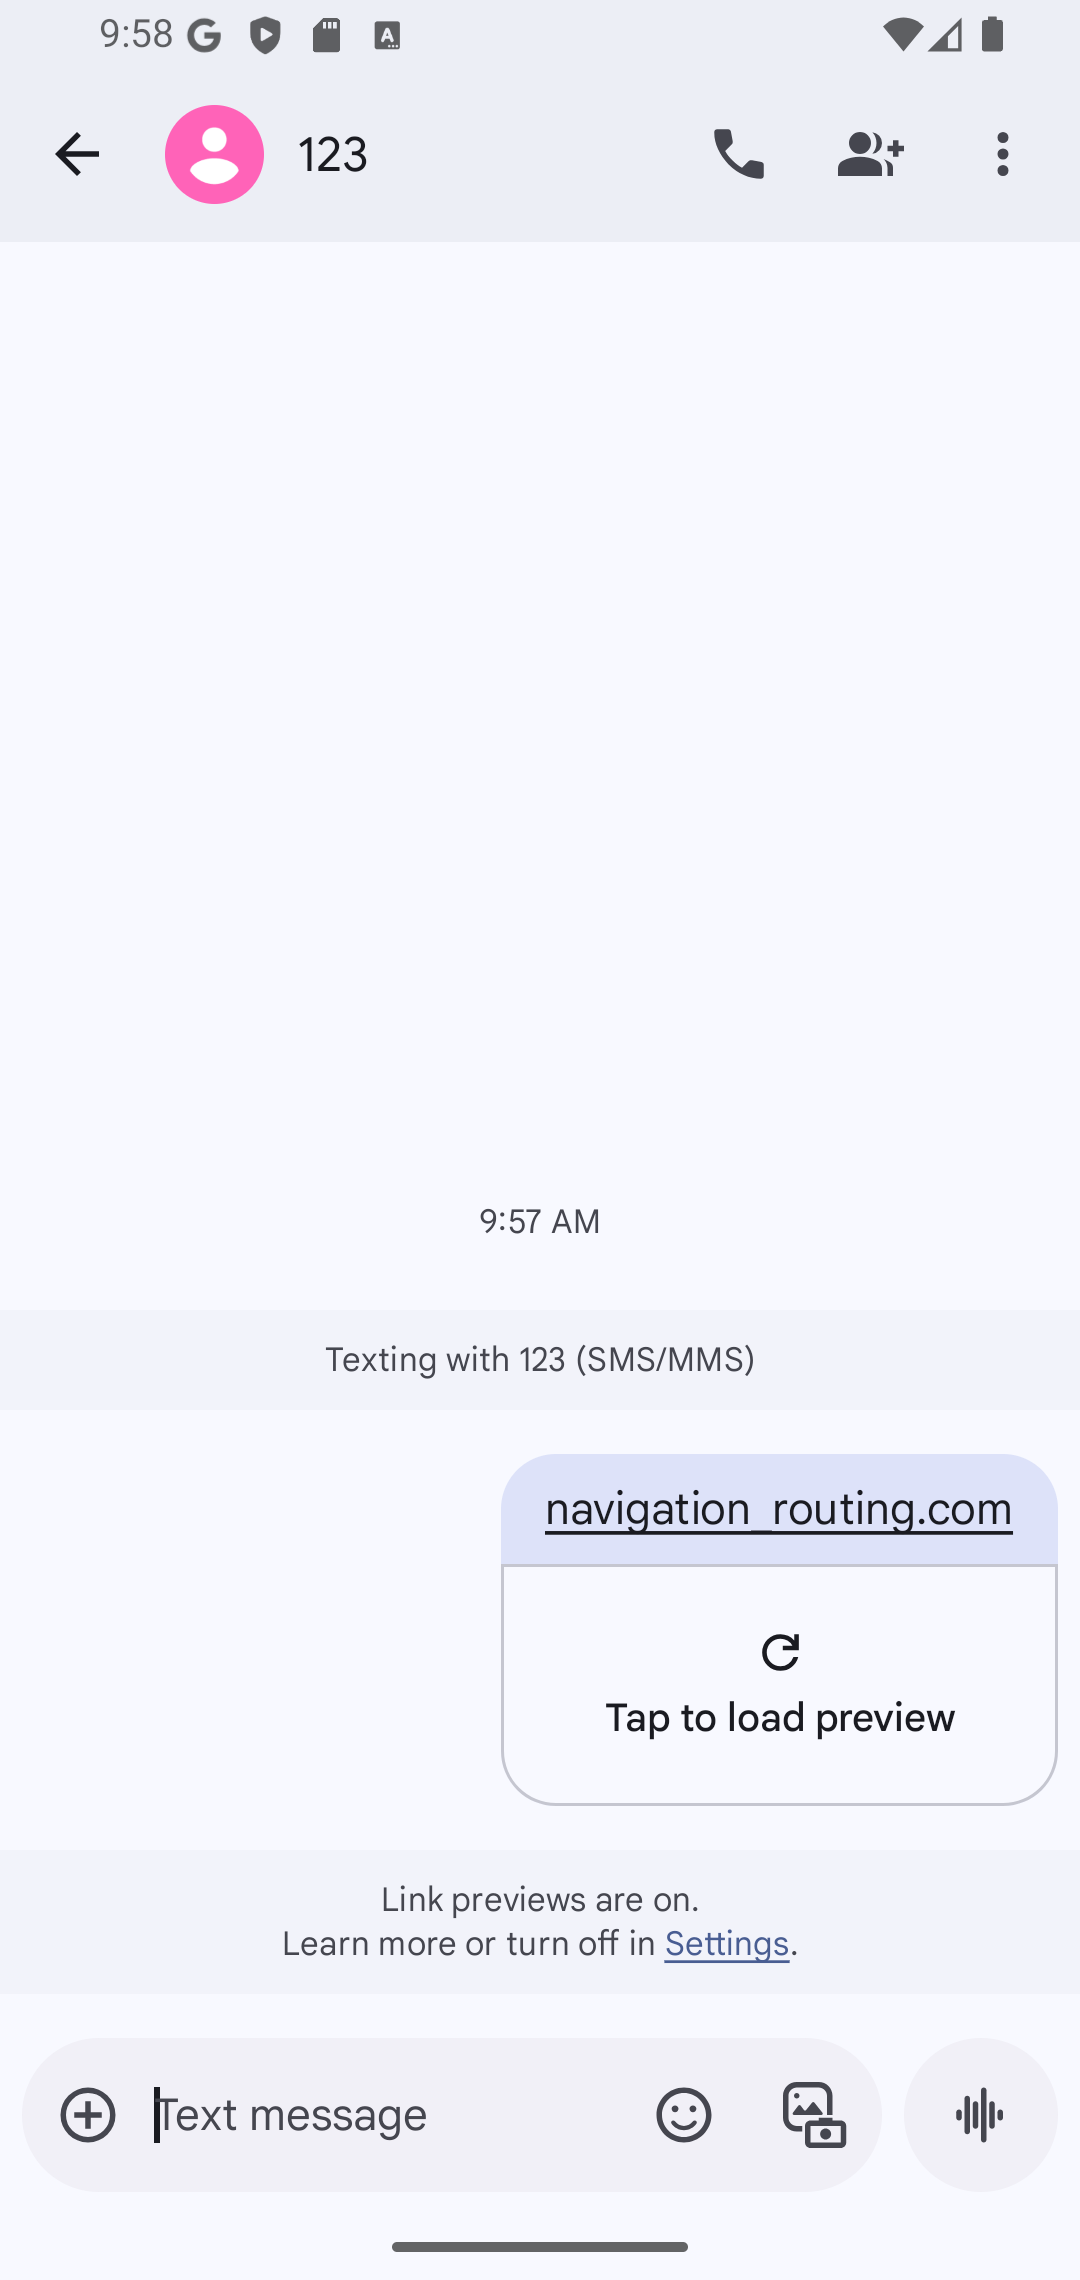 9:58
123
9:57 AM
Texting with 123 (SMS/MMS)
navigation_routing.com
Tap to load preview
Link previews are on.
Learn more or turn off in Settings.
Text message